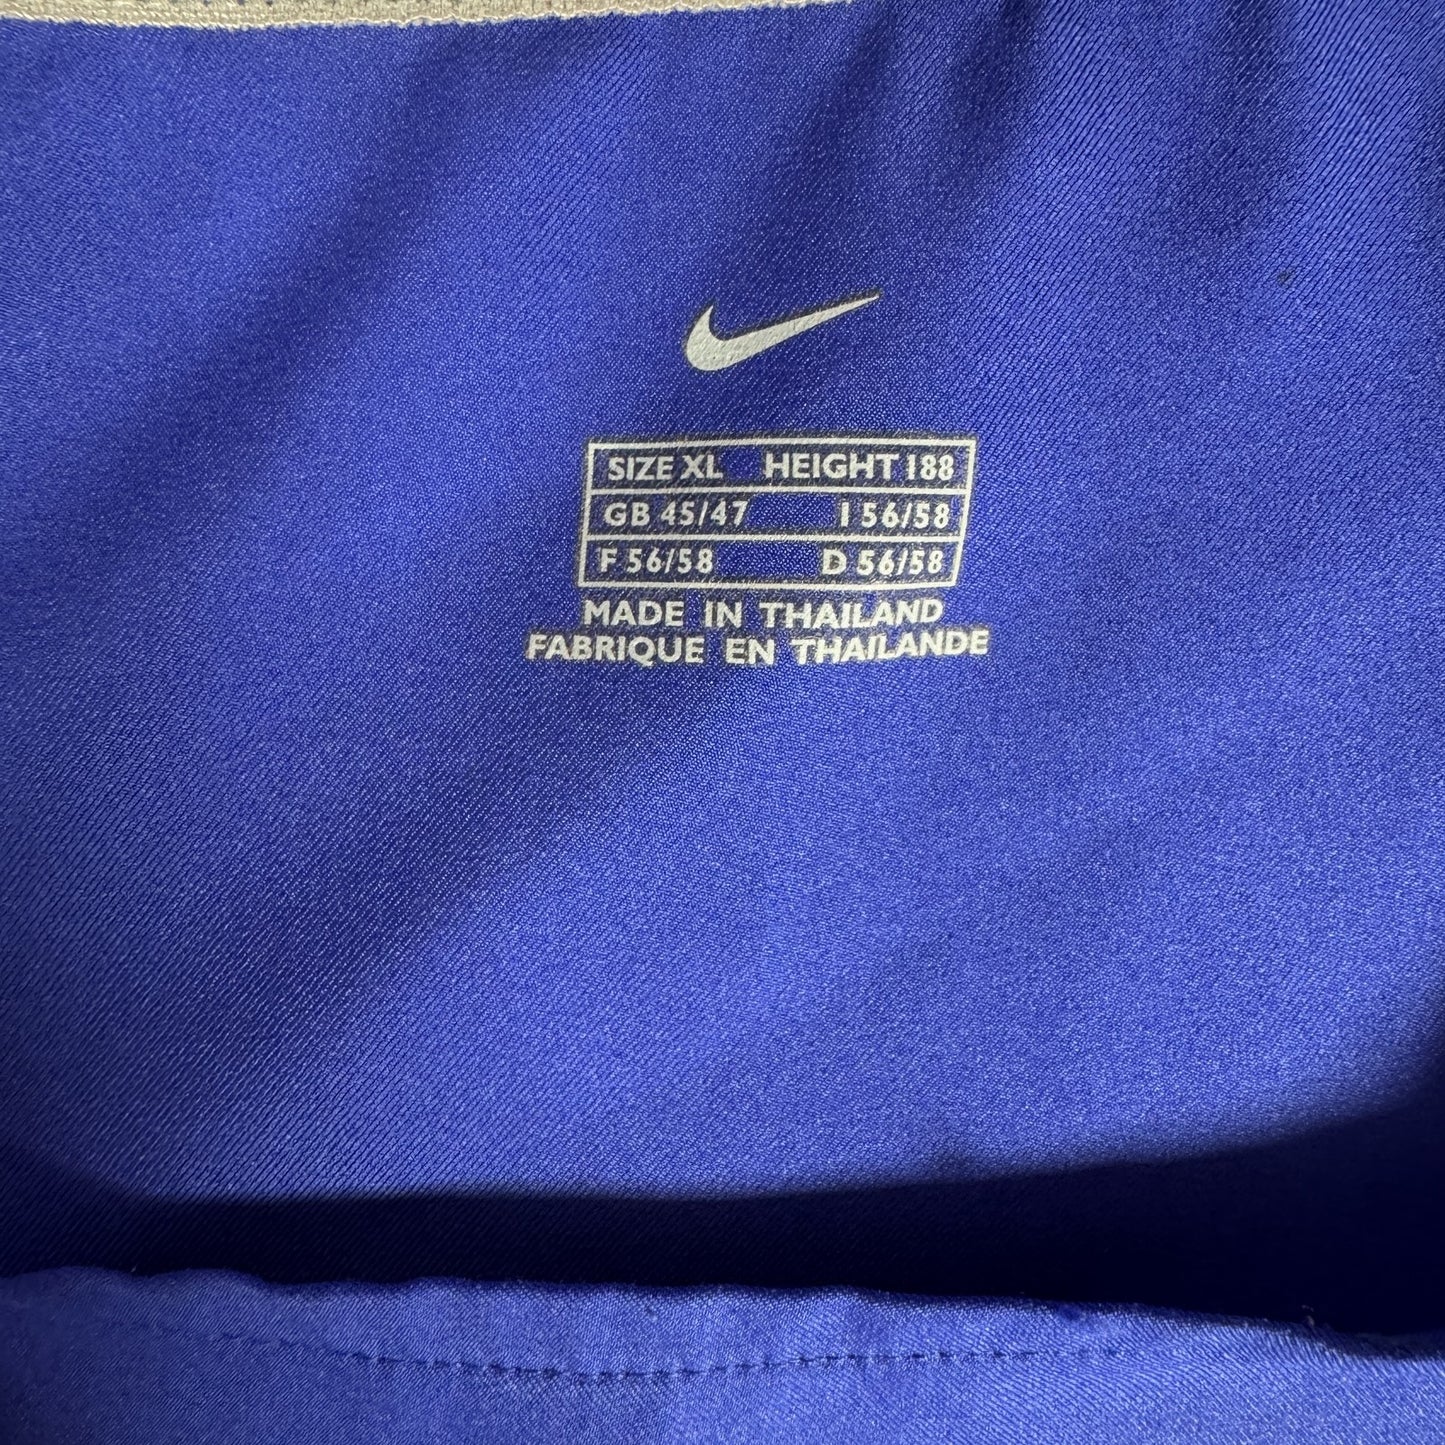 SIZE XL HEIGHT 188
GB 45/47 I 56/58
F 56/58 D 56/58
MADE IN THAILAND
FABRIQUE EN THAILANDE